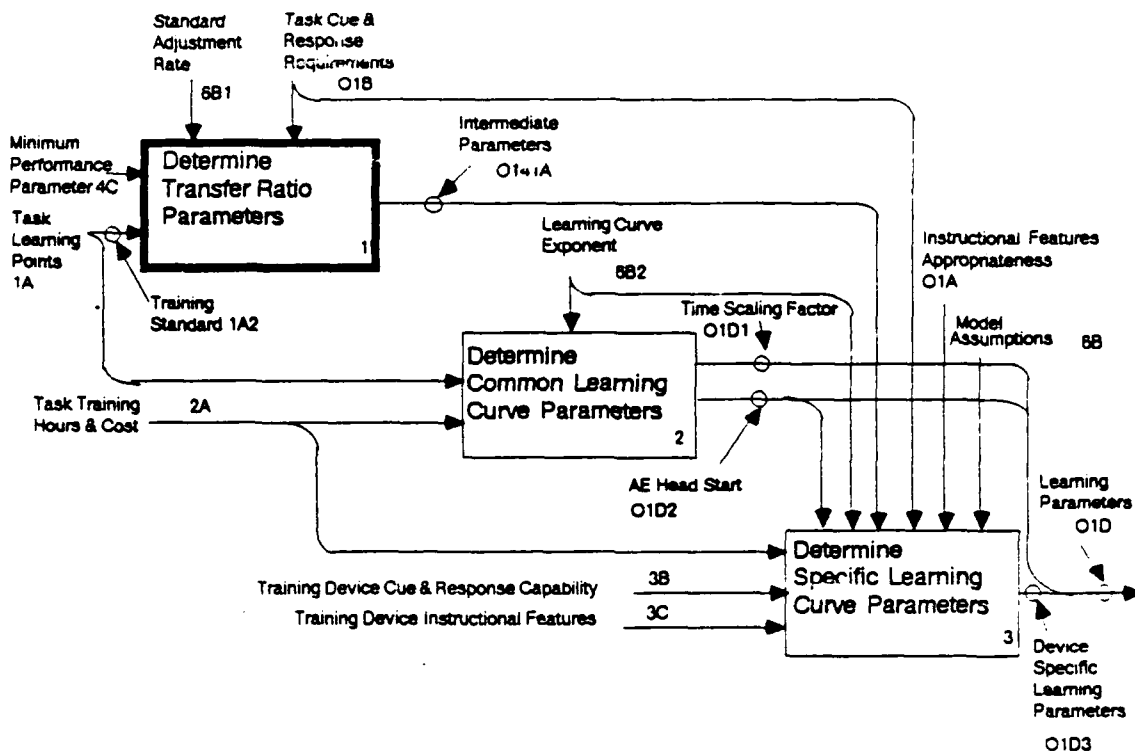 Standard
Adjustment
Rate
6B1
Task Cue &
Response
Requirements
O1B
Minimum
Performance
Parameter 4C
Determine
Transfer Ratio
Parameters
1
Intermediate
Parameters
O141A
Task
Learning
Points
1A
Training
Standard 1A2
Learning Curve
Exponent
6B2
Instructional Features
Appropriateness
O1A
Time Scaling Factor
O1D1
Model
Assumptions
6B
Determine
Common Learning
Curve Parameters
2
Task Training
Hours & Cost
2A
AE Head Start
O1D2
Learning
Parameters
O1D
Determine
Specific Learning
Curve Parameters
3
Training Device Cue & Response Capability
3B
Training Device Instructional Features
3C
Device
Specific
Learning
Parameters
O1D3